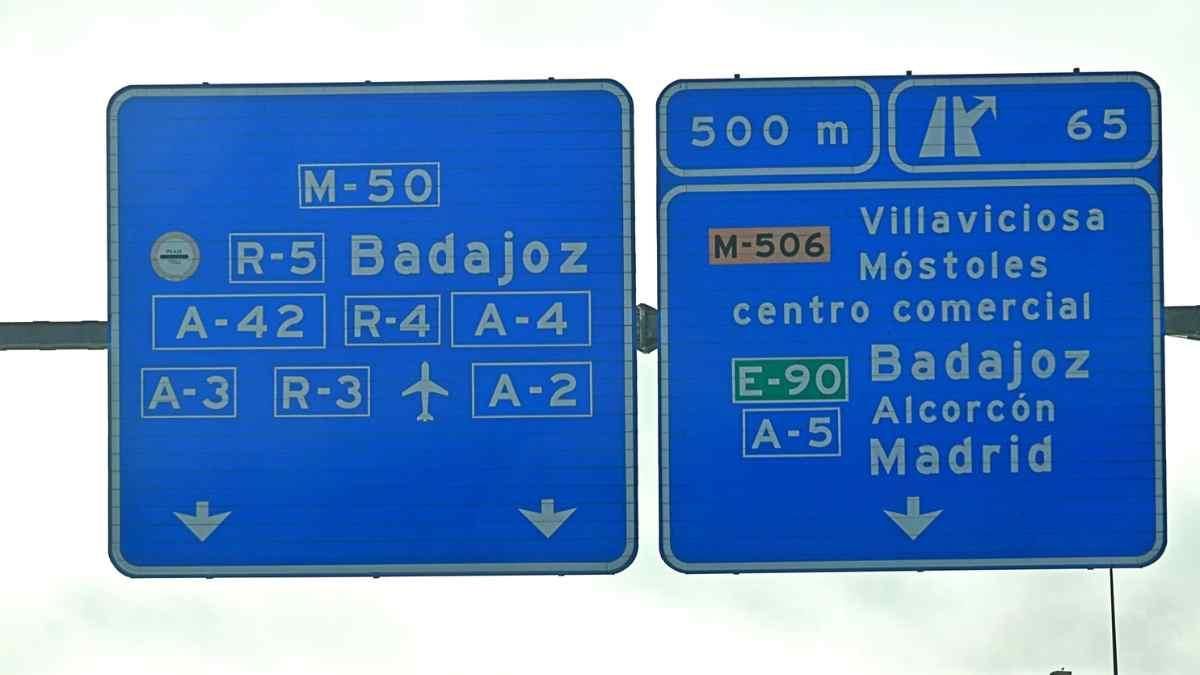 M-50
R-5 Badajoz
A-42 R-4 A-4
A-3 R-3 A-2
500 m
65
M-506
Villaviciosa
Móstoles
centro comercial
E-90
A-5
Badajoz
Alcorcón
Madrid